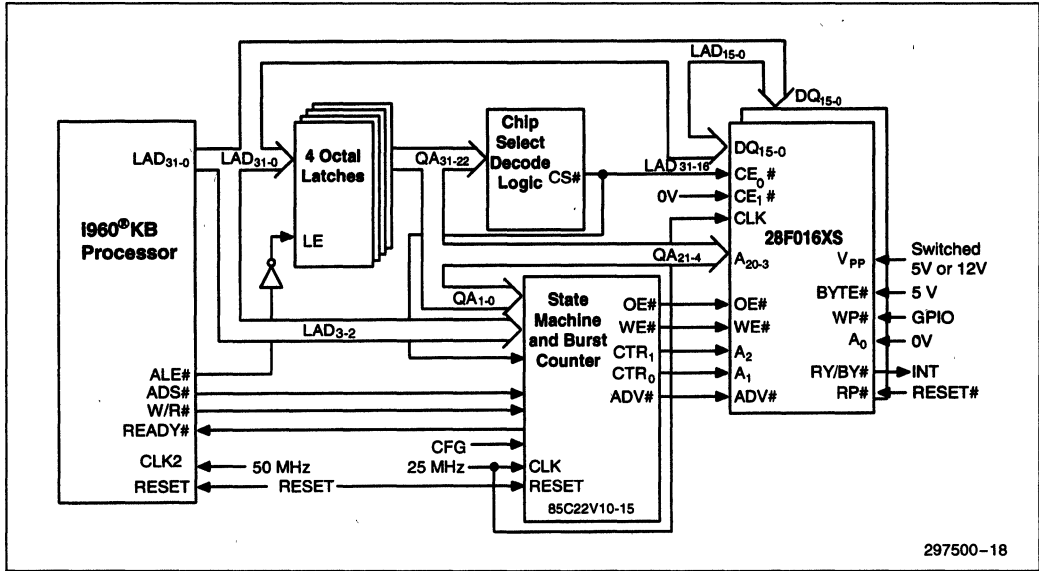 LAD15-0
DQ15-0
LAD31-0
LAD31-0
4 Octal
Latches
LE
QA31-22
Chip
Select
Decode
Logic
CS#
LAD31-16
0V
i960®KB
Processor
QA21-4
QA1-0
LAD3-2
DQ15-0
CE0#
CE1#
CLK
28F016XS
A20-3
OE#
WE#
A2
A1
ADV#
VPP
BYTE#
WP#
A0
RY/BY#
RP#
Switched
5V or 12V
5 V
GPIO
0V
INT
RESET#
State
Machine
and Burst
Counter
OE#
WE#
CTR1
CTR0
ADV#
ALE#
ADS#
W/R#
READY#
CLK2
RESET
CFG
50 MHz
25 MHz
CLK
RESET
RESET
85C22V10-15
297500-18